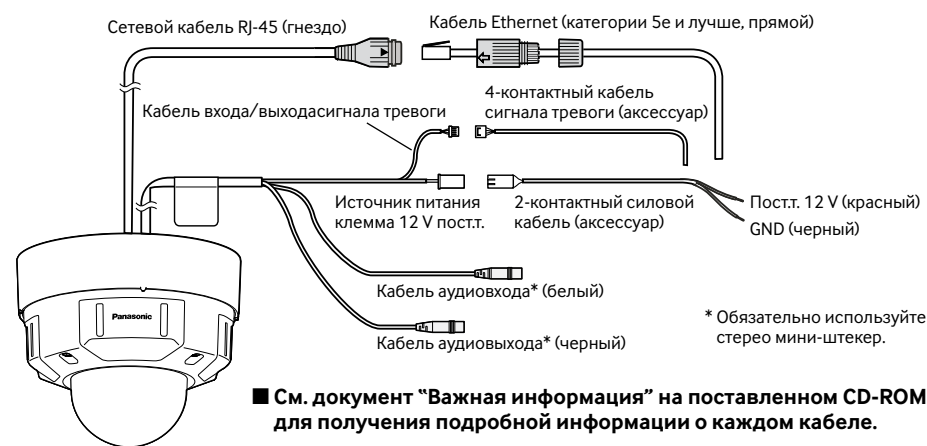 Сетевой кабель RJ-45 (гнездо)
Кабель Ethernet (категории 5е и лучше, прямой)
Кабель входа/выходасигнала тревоги
4-контактный кабель
сигнала тревоги (аксессуар)
Источник питания
клемма 12 V пост.т.
2-контактный силовой
кабель (аксессуар)
Пост.т. 12 V (красный)
GND (черный)
Кабель аудиовхода* (белый)
Кабель аудиовыхода* (черный)
* Обязательно используйте
стерео мини-штекер.
Panasonic
■ См. документ “Важная информация” на поставленном CD-ROM
для получения подробной информации о каждом кабеле.